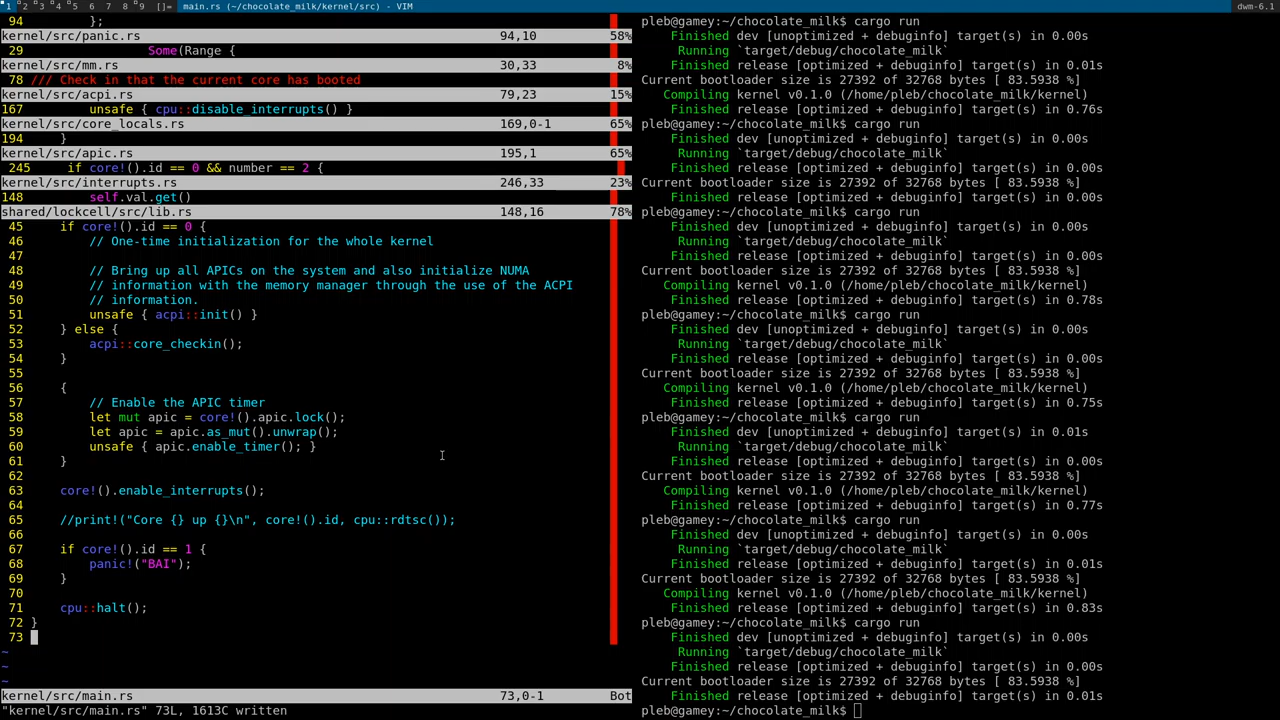 1 2 3 4 5 6 7 8 9 []= main.rs (~/chocolate_milk/kernel/src) - VIM dwm-6.1
94         };
kernel/src/panic.rs 94,10 58%
29                 Some(Range {
kernel/src/mm.rs 30,33 8%
78 /// Check in that the current core has booted
kernel/src/acpi.rs 79,23 15%
167         unsafe { cpu::disable_interrupts() }
kernel/src/core_locals.rs 169,0-1 65%
194     }
kernel/src/apic.rs 195,1 65%
245     if core!().id == 0 && number == 2 {
kernel/src/interrupts.rs 246,33 23%
148         self.val.get()
shared/lockcell/src/lib.rs 148,16 78%
45     if core!().id == 0 {
46         // One-time initialization for the whole kernel
47
48         // Bring up all APICs on the system and also initialize NUMA
49         // information with the memory manager through the use of the ACPI
50         // information.
51         unsafe { acpi::init() }
52     } else {
53         acpi::core_checkin();
54     }
55
56     {
57         // Enable the APIC timer
58         let mut apic = core!().apic.lock();
59         let apic = apic.as_mut().unwrap();
60         unsafe { apic.enable_timer(); }
61     }
62
63     core!().enable_interrupts();
64
65     //print!("Core {} up {}\n", core!().id, cpu::rdtsc());
66
67     if core!().id == 1 {
68         panic!("BAI");
69     }
70
71     cpu::halt();
72 }
73
~
~
~
kernel/src/main.rs 73,0-1 Bot
"kernel/src/main.rs" 73L, 1613C written
pleb@gamey:~/chocolate_milk$ cargo run
    Finished dev [unoptimized + debuginfo] target(s) in 0.00s
     Running `target/debug/chocolate_milk`
    Finished release [optimized + debuginfo] target(s) in 0.01s
Current bootloader size is 27392 of 32768 bytes [ 83.5938 %]
   Compiling kernel v0.1.0 (/home/pleb/chocolate_milk/kernel)
    Finished release [optimized + debuginfo] target(s) in 0.76s
pleb@gamey:~/chocolate_milk$ cargo run
    Finished dev [unoptimized + debuginfo] target(s) in 0.00s
     Running `target/debug/chocolate_milk`
    Finished release [optimized + debuginfo] target(s) in 0.00s
Current bootloader size is 27392 of 32768 bytes [ 83.5938 %]
    Finished release [optimized + debuginfo] target(s) in 0.00s
pleb@gamey:~/chocolate_milk$ cargo run
    Finished dev [unoptimized + debuginfo] target(s) in 0.00s
     Running `target/debug/chocolate_milk`
    Finished release [optimized + debuginfo] target(s) in 0.00s
Current bootloader size is 27392 of 32768 bytes [ 83.5938 %]
   Compiling kernel v0.1.0 (/home/pleb/chocolate_milk/kernel)
    Finished release [optimized + debuginfo] target(s) in 0.78s
pleb@gamey:~/chocolate_milk$ cargo run
    Finished dev [unoptimized + debuginfo] target(s) in 0.00s
     Running `target/debug/chocolate_milk`
    Finished release [optimized + debuginfo] target(s) in 0.00s
Current bootloader size is 27392 of 32768 bytes [ 83.5938 %]
   Compiling kernel v0.1.0 (/home/pleb/chocolate_milk/kernel)
    Finished release [optimized + debuginfo] target(s) in 0.75s
pleb@gamey:~/chocolate_milk$ cargo run
    Finished dev [unoptimized + debuginfo] target(s) in 0.01s
     Running `target/debug/chocolate_milk`
    Finished release [optimized + debuginfo] target(s) in 0.00s
Current bootloader size is 27392 of 32768 bytes [ 83.5938 %]
   Compiling kernel v0.1.0 (/home/pleb/chocolate_milk/kernel)
    Finished release [optimized + debuginfo] target(s) in 0.77s
pleb@gamey:~/chocolate_milk$ cargo run
    Finished dev [unoptimized + debuginfo] target(s) in 0.00s
     Running `target/debug/chocolate_milk`
    Finished release [optimized + debuginfo] target(s) in 0.01s
Current bootloader size is 27392 of 32768 bytes [ 83.5938 %]
   Compiling kernel v0.1.0 (/home/pleb/chocolate_milk/kernel)
    Finished release [optimized + debuginfo] target(s) in 0.83s
pleb@gamey:~/chocolate_milk$ cargo run
    Finished dev [unoptimized + debuginfo] target(s) in 0.00s
     Running `target/debug/chocolate_milk`
    Finished release [optimized + debuginfo] target(s) in 0.00s
Current bootloader size is 27392 of 32768 bytes [ 83.5938 %]
    Finished release [optimized + debuginfo] target(s) in 0.01s
pleb@gamey:~/chocolate_milk$